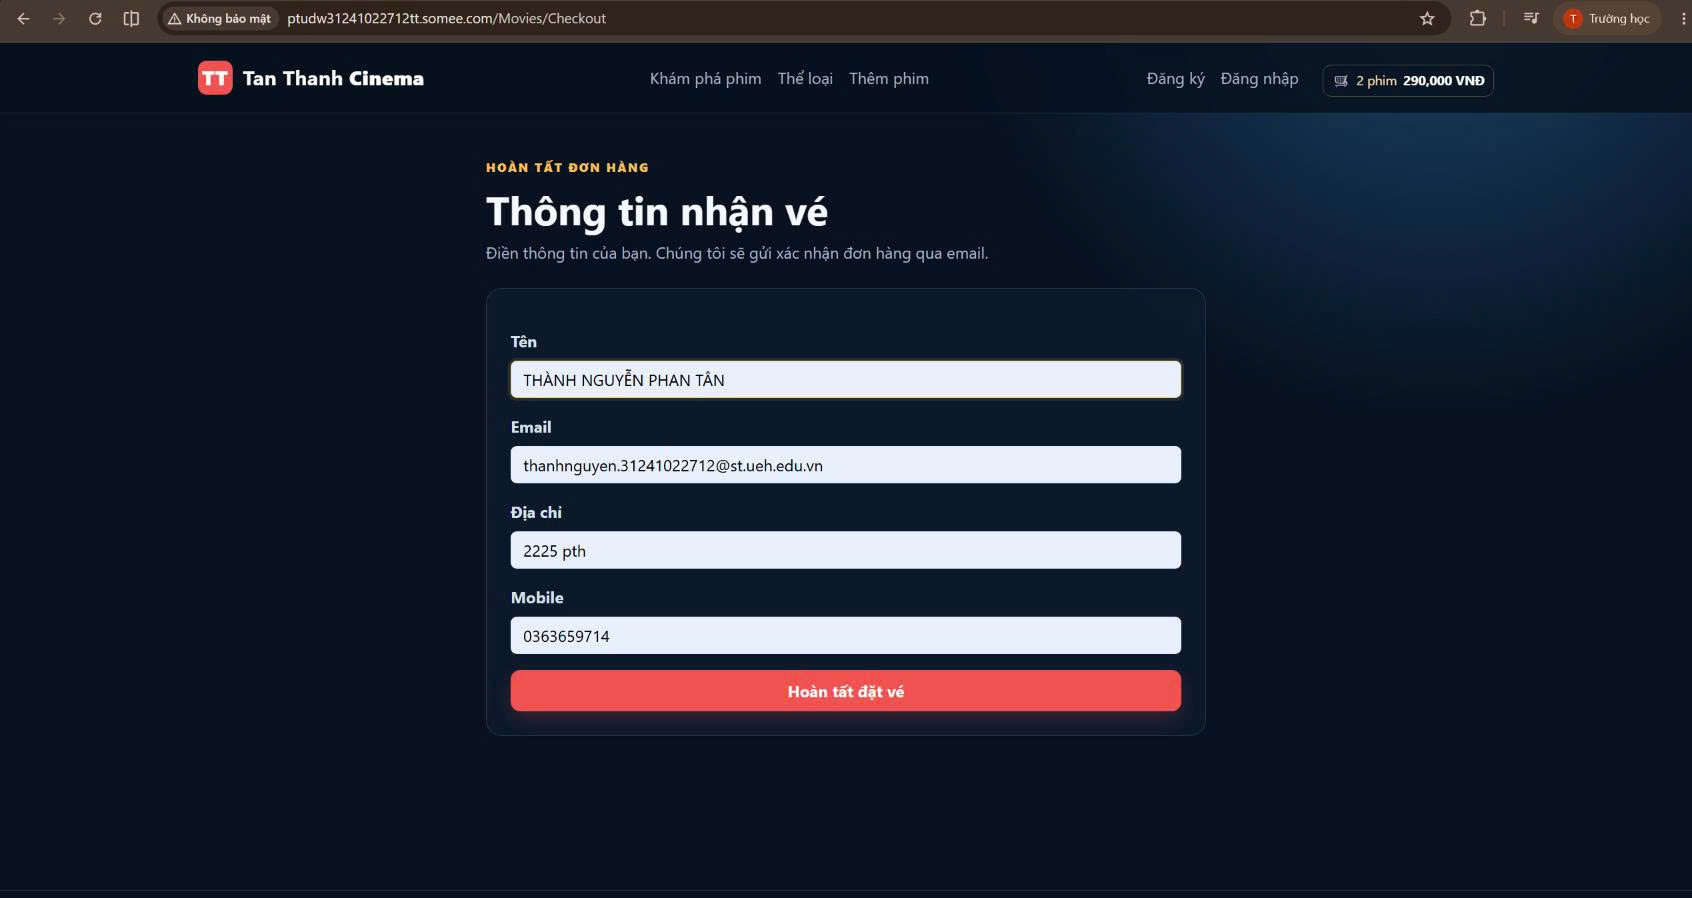 Không bảo mật
ptudw31241022712tt.somee.com/Movies/Checkout
T Trường học
TT Tan Thanh Cinema
Khám phá phim Thể loại Thêm phim
Đăng ký Đăng nhập
2 phim 290,000 VNĐ
HOÀN TẤT ĐƠN HÀNG
Thông tin nhận vé
Điền thông tin của bạn. Chúng tôi sẽ gửi xác nhận đơn hàng qua email.
Tên
THÀNH NGUYỄN PHAN TÂN
Email
thanhnguyen.31241022712@st.ueh.edu.vn
Địa chỉ
2225 pth
Mobile
0363659714
Hoàn tất đặt vé